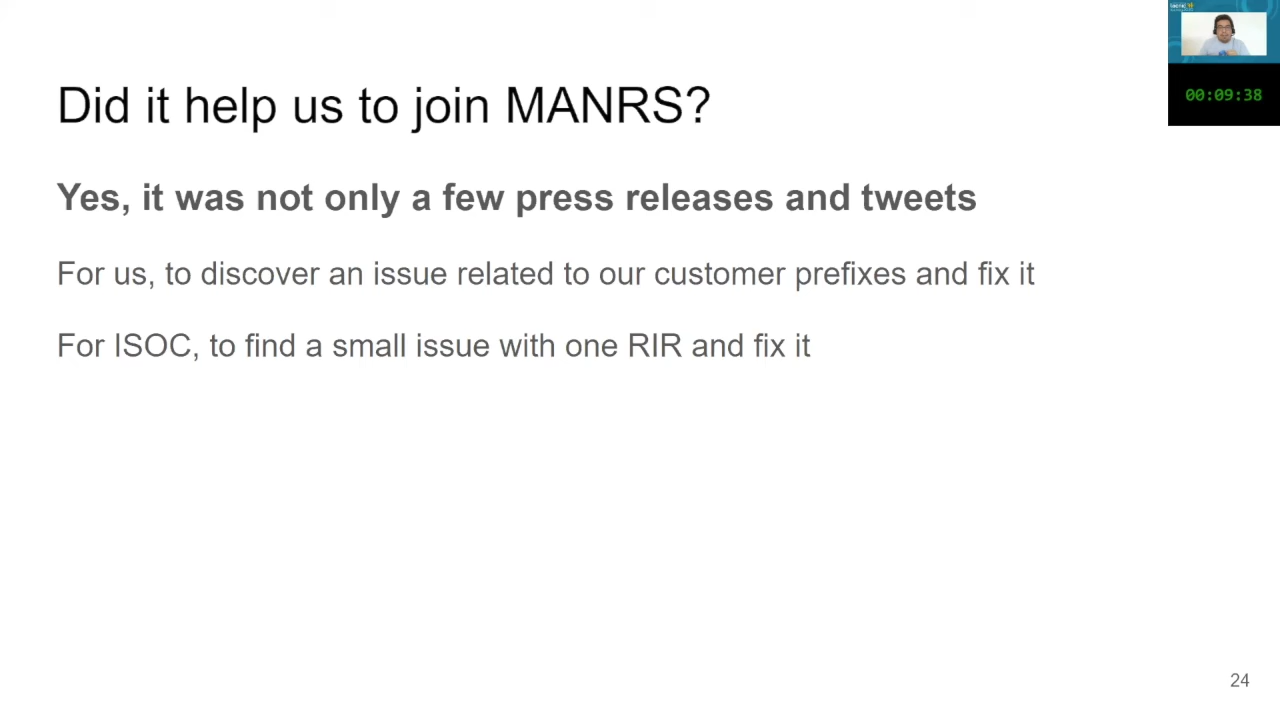 Did it help us to join MANRS?
Yes, it was not only a few press releases and tweets
For us, to discover an issue related to our customer prefixes and fix it
For ISOC, to find a small issue with one RIR and fix it
00:09:38
24